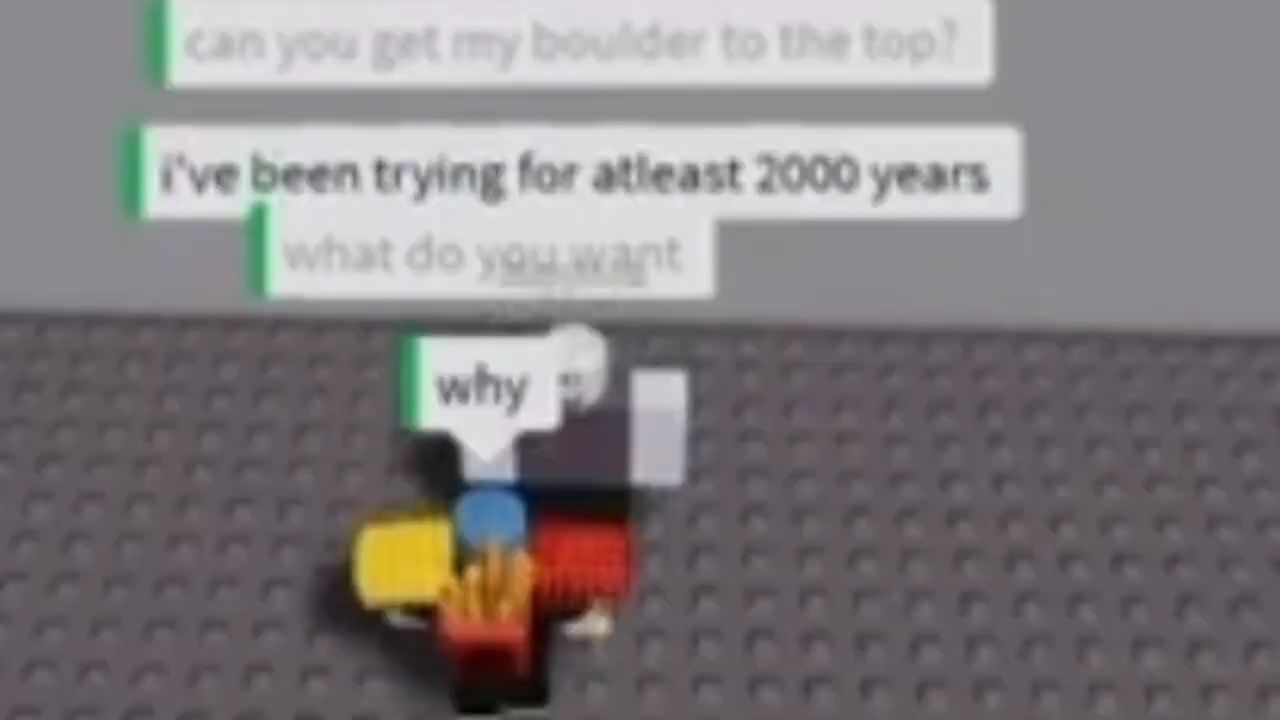 can you get my boulder to the top?
i've been trying for atleast 2000 years
what do you want
why